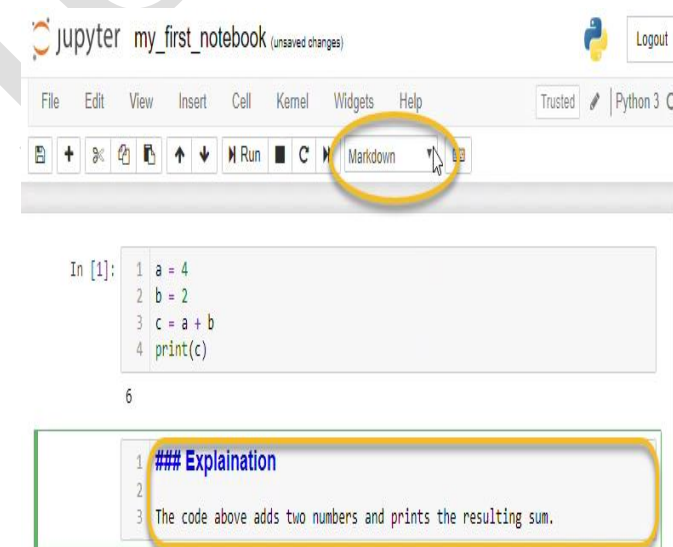 jupyter my_first_notebook (unsaved changes)
Logout
File Edit View Insert Cell Kernel Widgets Help
Trusted Python 3
Run Markdown
In [1]: 1 a = 4
2 b = 2
3 c = a + b
4 print(c)
6
1 ### Explaination
2
3 The code above adds two numbers and prints the resulting sum.